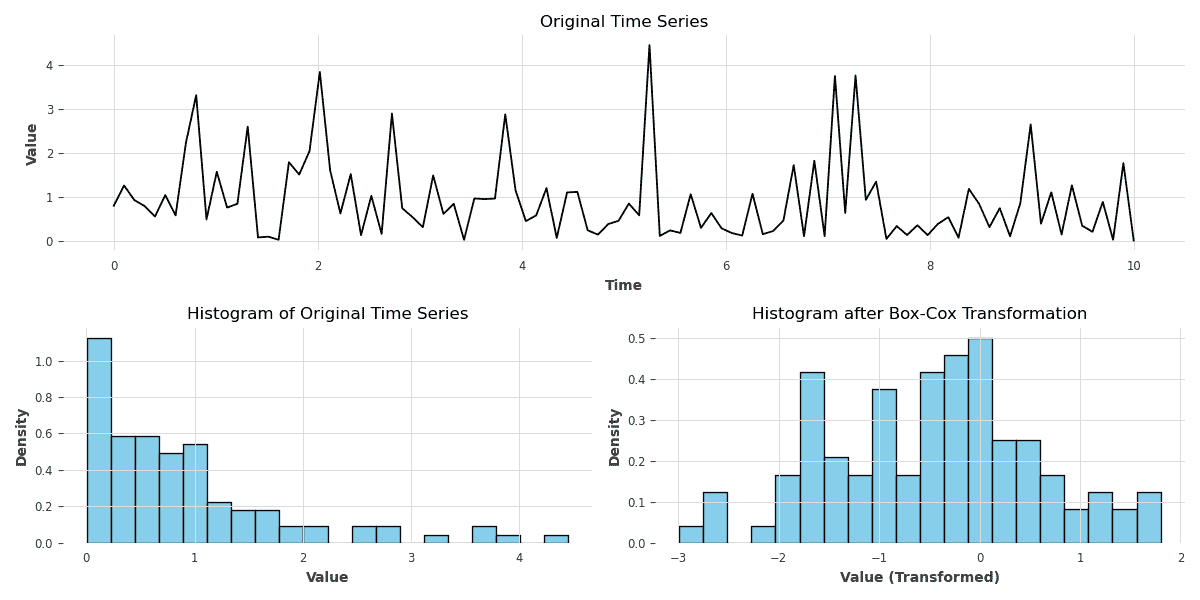 Original Time Series
Value
4
3
2
1
0
0 2 4 6 8 10
Time
Histogram of Original Time Series
Density
1.0
0.8
0.6
0.4
0.2
0.0
0 1 2 3 4
Value
Histogram after Box-Cox Transformation
Density
0.5
0.4
0.3
0.2
0.1
0.0
−3 −2 −1 0 1 2
Value (Transformed)